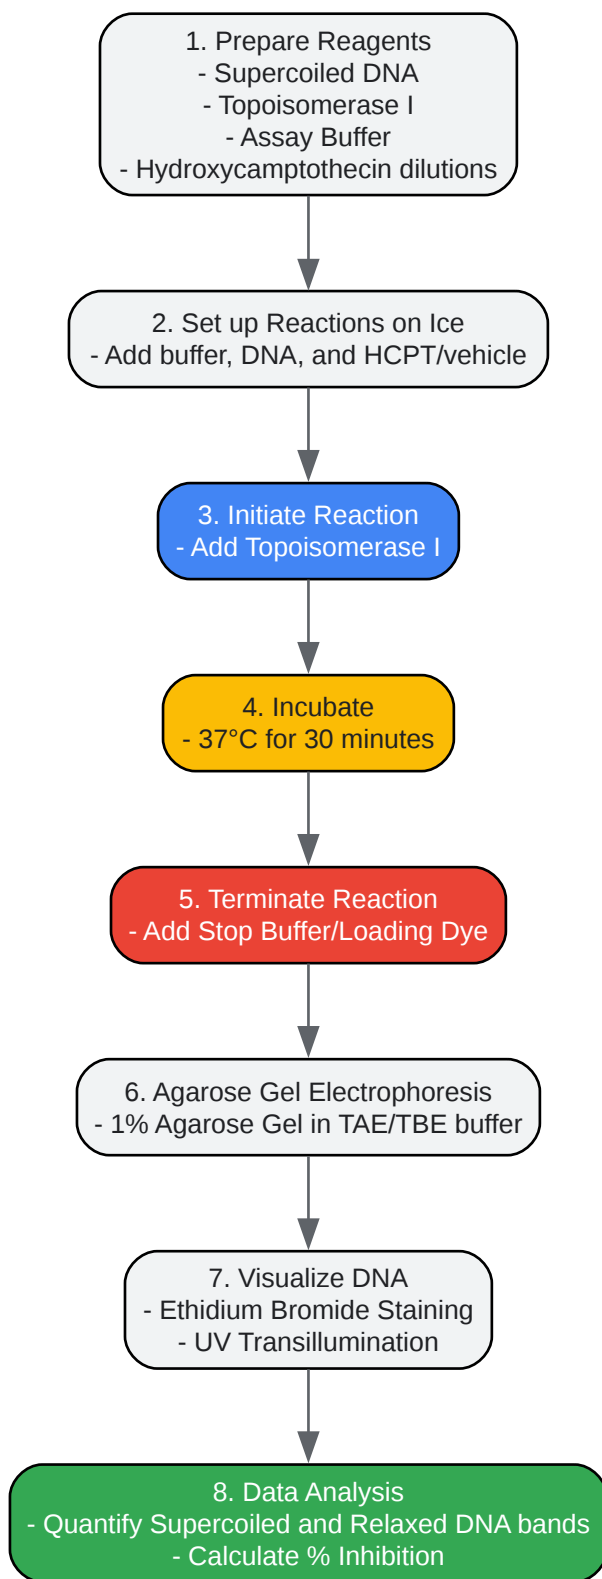 1. Prepare Reagents
- Supercoiled DNA
- Topoisomerase I
- Assay Buffer
- Hydroxycamptothecin dilutions
2. Set up Reactions on Ice
- Add buffer, DNA, and HCPT/vehicle
3. Initiate Reaction
- Add Topoisomerase I
4. Incubate
- 37°C for 30 minutes
5. Terminate Reaction
- Add Stop Buffer/Loading Dye
6. Agarose Gel Electrophoresis
- 1% Agarose Gel in TAE/TBE buffer
7. Visualize DNA
- Ethidium Bromide Staining
- UV Transillumination
8. Data Analysis
- Quantify Supercoiled and Relaxed DNA bands
- Calculate % Inhibition